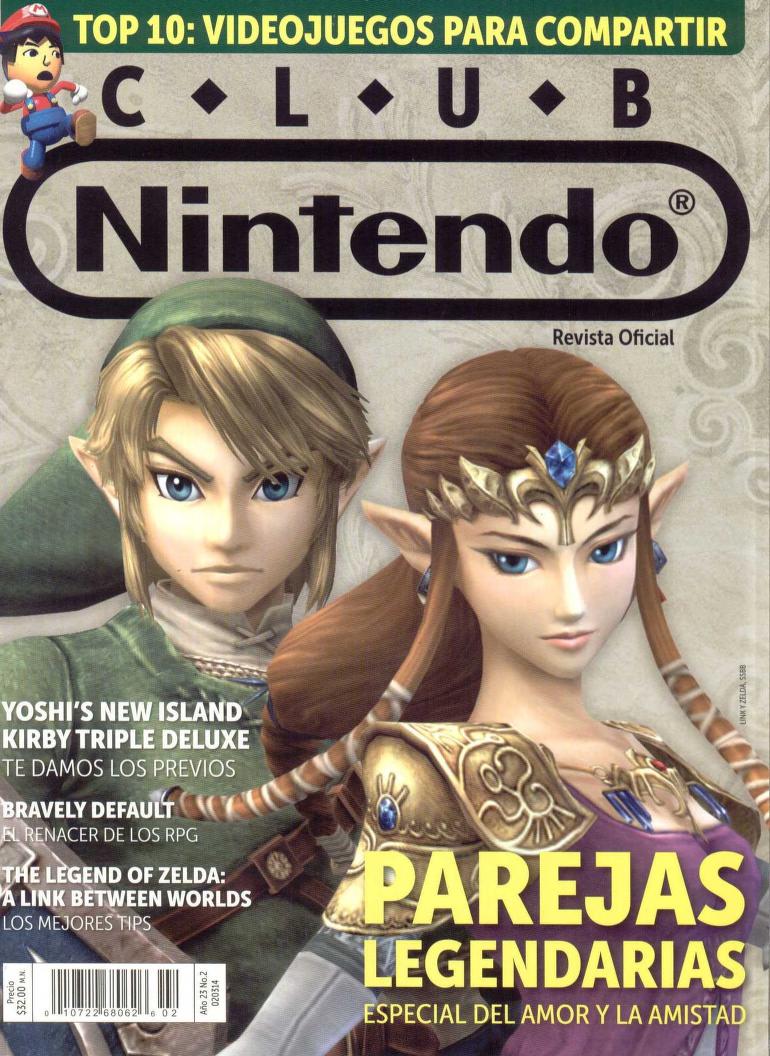 TOP 10: VIDEOJUEGOS PARA COMPARTIR
C◆L◆U◆B
Nintendo®
Revista Oficial
LINK Y ZELDA, SSBB
YOSHI'S NEW ISLAND
KIRBY TRIPLE DELUXE
TE DAMOS LOS PREVIOS
BRAVELY DEFAULT
EL RENACER DE LOS RPG
THE LEGEND OF ZELDA:
A LINK BETWEEN WORLDS
LOS MEJORES TIPS
PAREJAS
LEGENDARIAS
ESPECIAL DEL AMOR Y LA AMISTAD
Precio
$32.00 M.N.
0 10722 68062 6 02
Año 23 No.2
020314